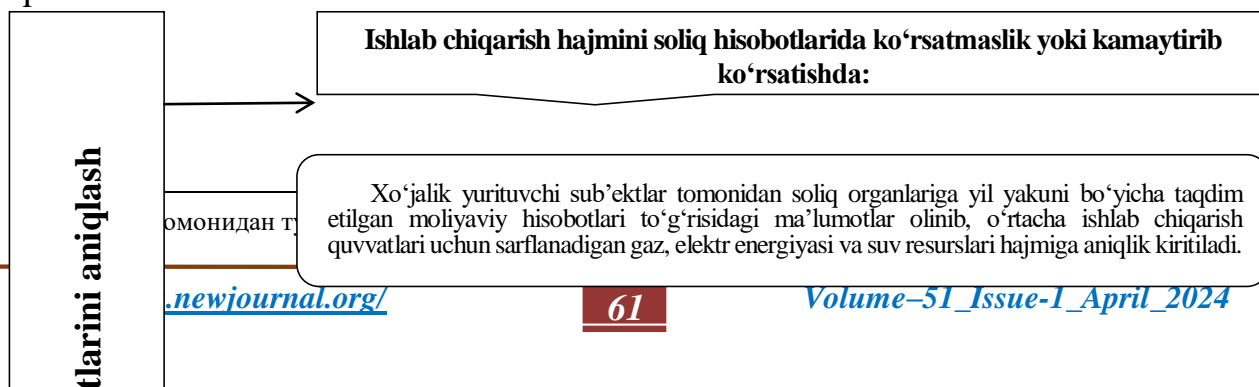 Ishlab chiqarish hajmini soliq hisobotlarida ko‘rsatmaslik yoki kamaytirib
ko‘rsatishda:
tlarini aniqlash
Xo‘jalik yurituvchi sub’ektlar tomonidan soliq organlariga yil yakuni bo‘yicha taqdim
etilgan moliyaviy hisobotlari to‘g‘risidagi ma’lumotlar olinib, o‘rtacha ishlab chiqarish
quvvatlari uchun sarflanadigan gaz, elektr energiyasi va suv resurslari hajmiga aniqlik kiritiladi.
омонидан ту
.newjournal.org/
61
Volume–51_Issue-1_April_2024